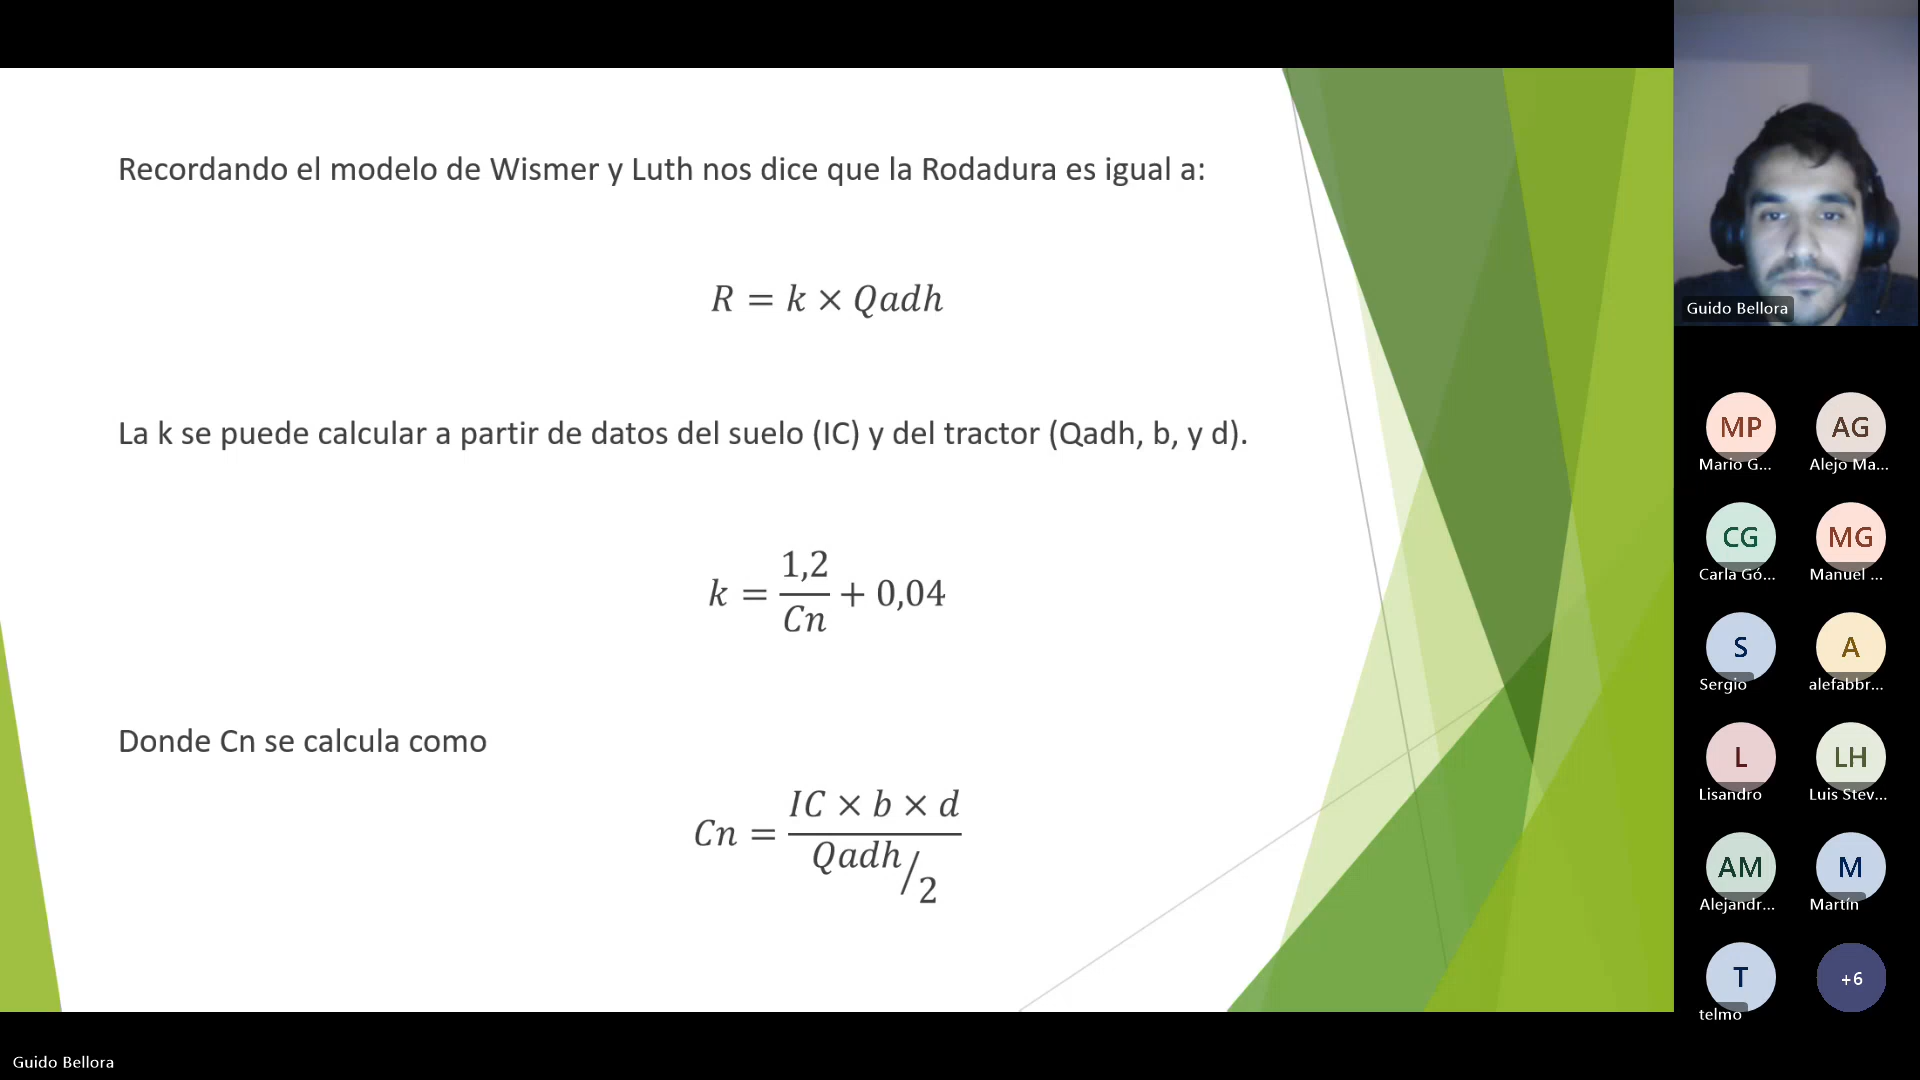 Recordando el modelo de Wismer y Luth nos dice que la Rodadura es igual a:
R = k × Qadh
La k se puede calcular a partir de datos del suelo (IC) y del tractor (Qadh, b, y d).
k = 1,2/Cn + 0,04
Donde Cn se calcula como
Cn = (IC × b × d)/(Qadh/2)
Guido Bellora
MP AG
Mario G... Alejo Ma...
CG MG
Carla Gó... Manuel ...
S A
Sergio alefabbr...
L LH
Lisandro Luis Stev...
AM M
Alejandr... Martín
T +6
telmo
Guido Bellora